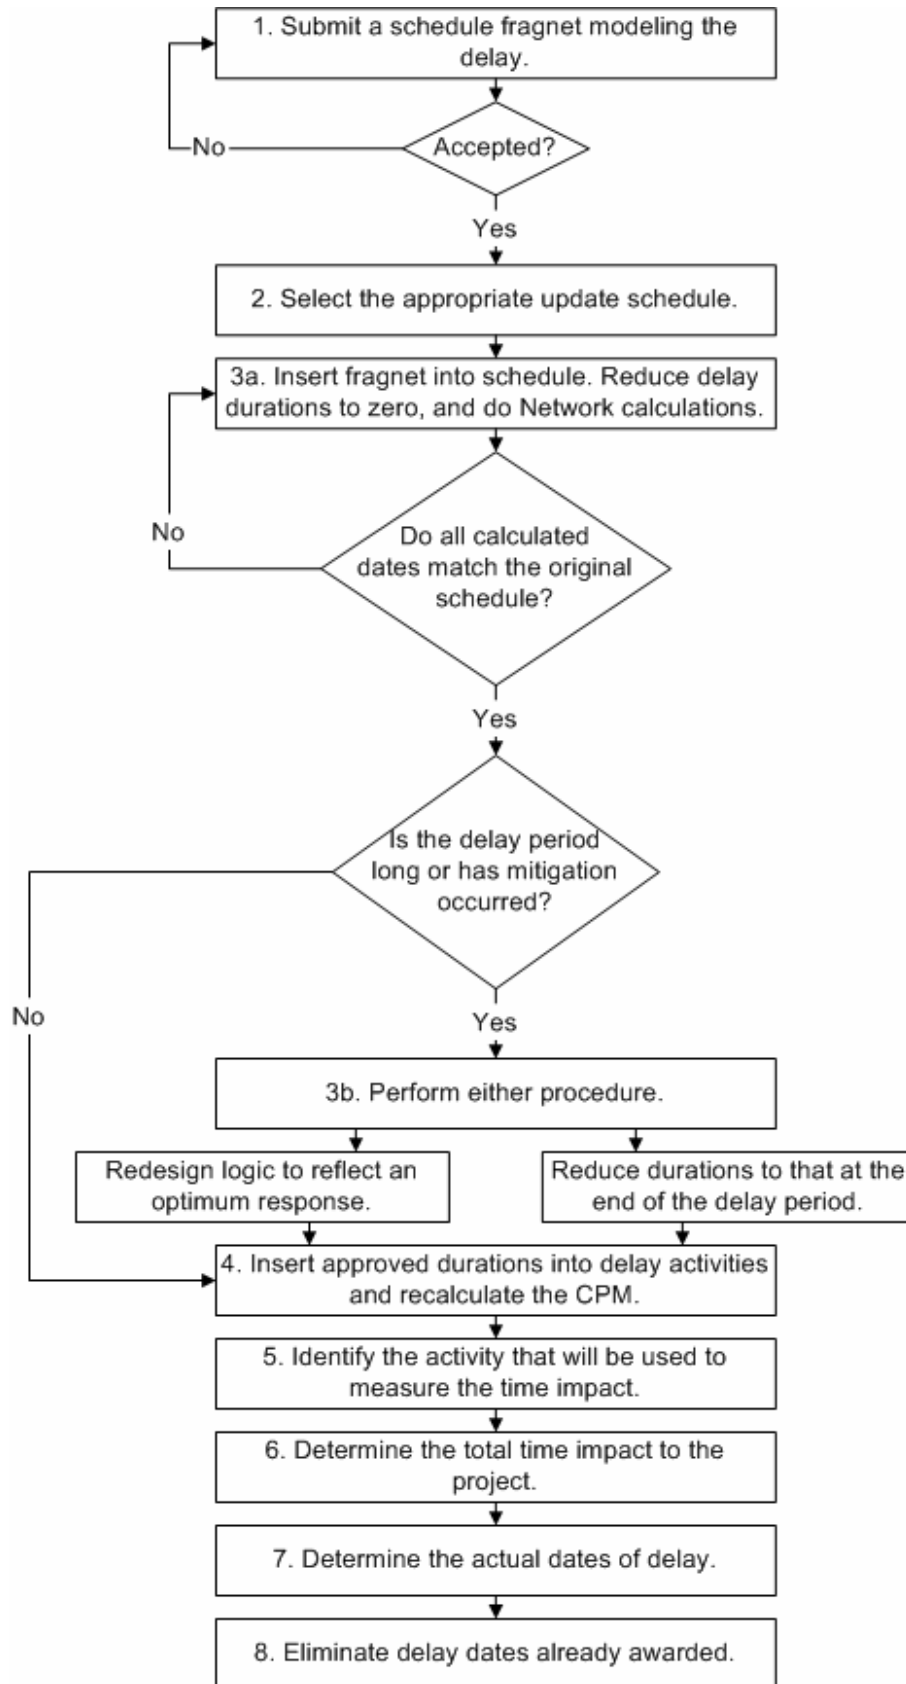 1. Submit a schedule fragnet modeling the
delay.
Accepted?
No
Yes
2. Select the appropriate update schedule.
3a. Insert fragnet into schedule. Reduce delay
durations to zero, and do Network calculations.
Do all calculated
dates match the original
schedule?
No
Yes
Is the delay period
long or has mitigation
occurred?
No
Yes
3b. Perform either procedure.
Redesign logic to reflect an
optimum response.
Reduce durations to that at the
end of the delay period.
4. Insert approved durations into delay activities
and recalculate the CPM.
5. Identify the activity that will be used to
measure the time impact.
6. Determine the total time impact to the
project.
7. Determine the actual dates of delay.
8. Eliminate delay dates already awarded.